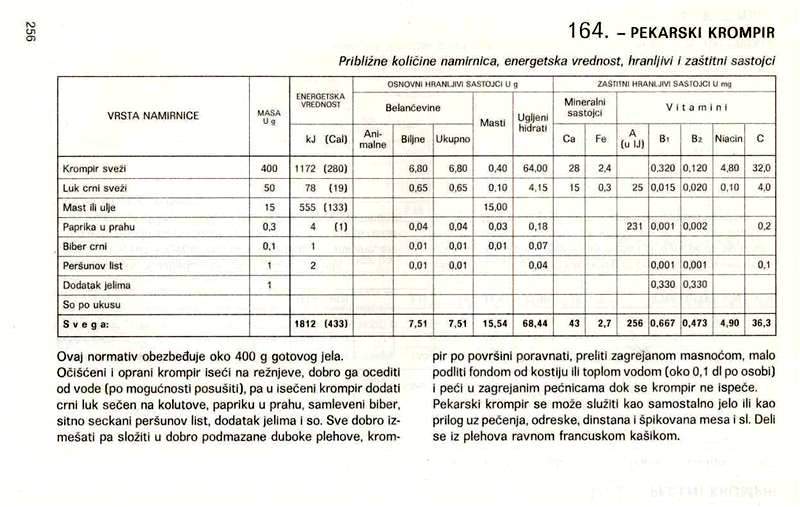 256
164. – PEKARSKI KROMPIR
Približne količine namirnica, energetska vrednost, hranljivi i zaštitni sastojci
VRSTA NAMIRNICE
MASA U g
ENERGETSKA VREDNOST
kJ (Cal)
OSNOVNI HRANLJIVI SASTOJCI U g
Belančevine
Ani-malne Biljne Ukupno
Masti
Ugljeni hidrati
ZAŠTITNI HRANLJIVI SASTOJCI U mg
Mineralni sastojci
Ca Fe
Vitamini
A (u IJ) B1 B2 Niacin C
Krompir sveži 400 1172 (280) 6,80 6,80 0,40 64,00 28 2,4 0,320 0,120 4,80 32,0
Luk crni sveži 50 78 (19) 0,65 0,65 0.10 4,15 15 0,3 25 0,015 0,020 0,10 4,0
Mast ili ulje 15 555 (133) 15,00
Paprika u prahu 0,3 4 (1) 0,04 0,04 0,03 0,18 231 0,001 0,002 0,2
Biber crni 0,1 1 0,01 0,01 0,01 0,07
Peršunov list 1 2 0,01 0,01 0,04 0,001 0,001 0,1
Dodatak jelima 1 0,330 0,330
So po ukusu
Svega: 1812 (433) 7,51 7,51 15,54 68,44 43 2,7 256 0,667 0,473 4,90 36,3
Ovaj normativ obezbeđuje oko 400 g gotovog jela.
Očišćeni i oprani krompir iseći na režnjeve, dobro ga ocediti
od vode (po mogućnosti posušiti), pa u isečeni krompir dodati
crni luk sečen na kolutove, papriku u prahu, samleveni biber,
sitno seckani peršunov list, dodatak jelima i so. Sve dobro iz-
mešati pa složiti u dobro podmazane duboke plehove, krom-
pir po površini poravnati, preliti zagrejanom masnoćom, malo
podliti fondom od kostiju ili toplom vodom (oko 0,1 dl po osobi)
i peći u zagrejanim pećnicama dok se krompir ne ispeče.
Pekarski krompir se može služiti kao samostalno jelo ili kao
prilog uz pečenja, odreske, dinstana i špikovana mesa i sl. Deli
se iz plehova ravnom francuskom kašikom.